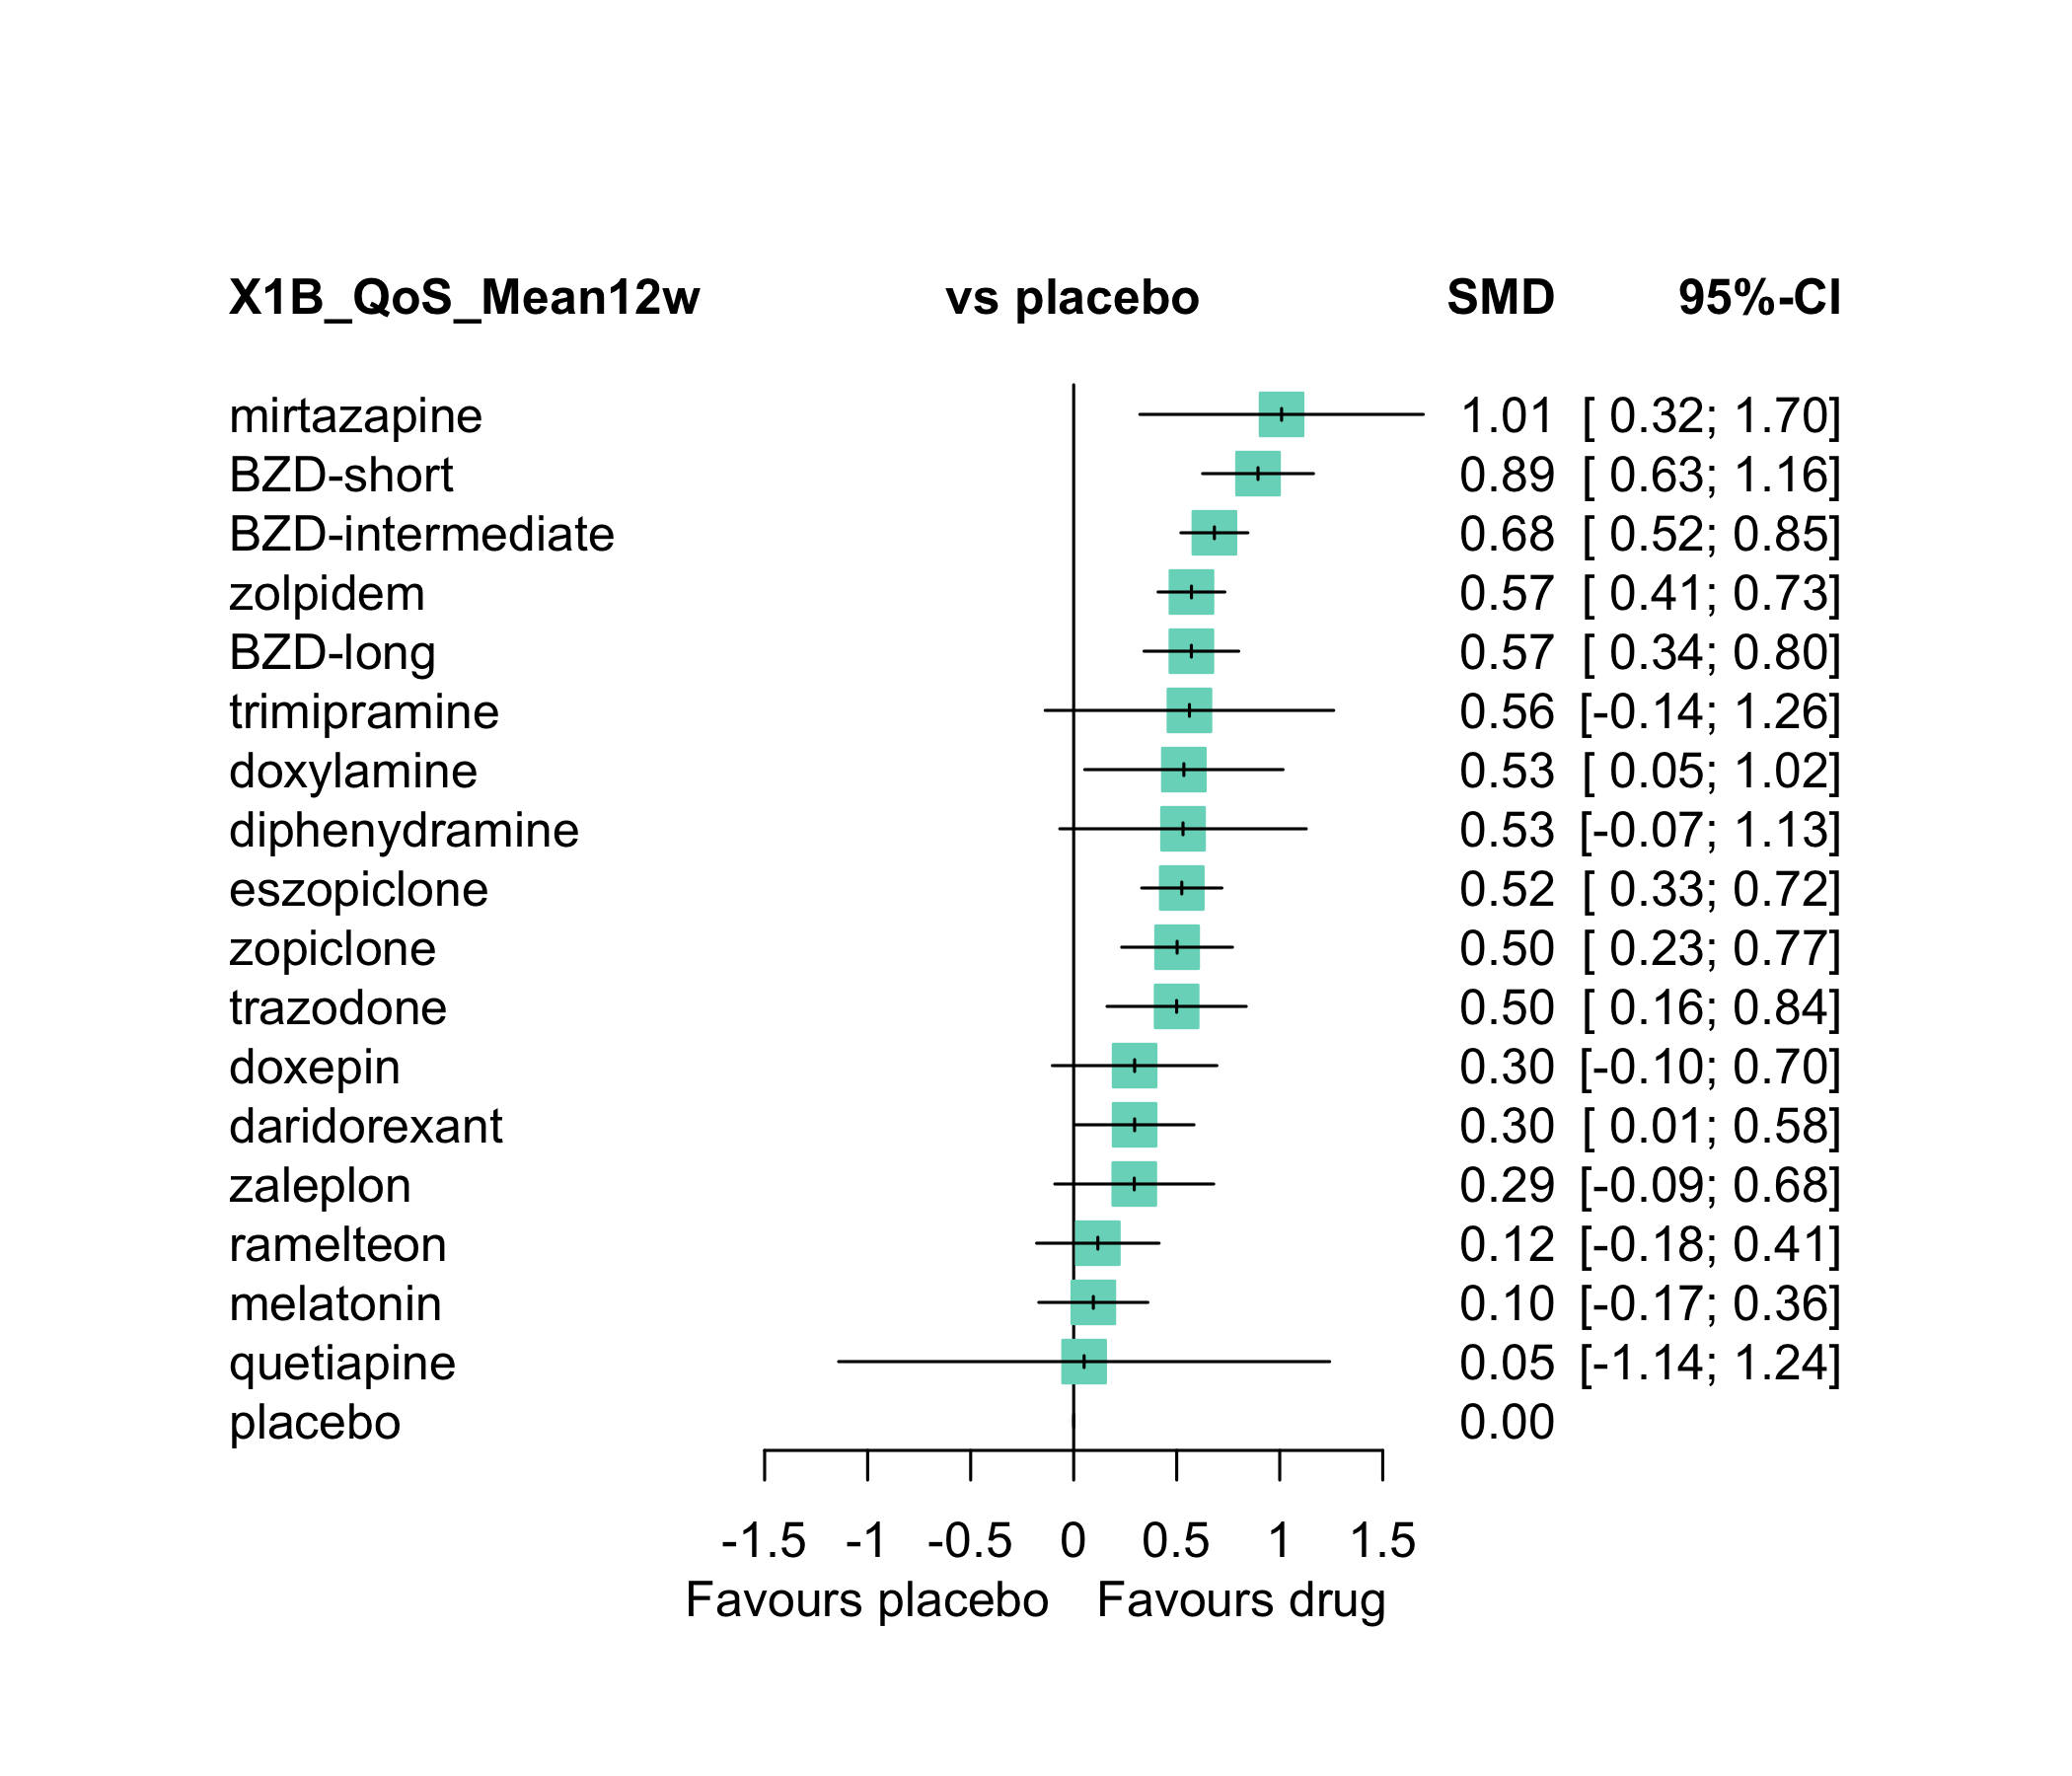 X1B_QoS_Mean12w vs placebo SMD 95%-CI
mirtazapine 1.01 [ 0.32; 1.70]
BZD-short 0.89 [ 0.63; 1.16]
BZD-intermediate 0.68 [ 0.52; 0.85]
zolpidem 0.57 [ 0.41; 0.73]
BZD-long 0.57 [ 0.34; 0.80]
trimipramine 0.56 [-0.14; 1.26]
doxylamine 0.53 [ 0.05; 1.02]
diphenydramine 0.53 [-0.07; 1.13]
eszopiclone 0.52 [ 0.33; 0.72]
zopiclone 0.50 [ 0.23; 0.77]
trazodone 0.50 [ 0.16; 0.84]
doxepin 0.30 [-0.10; 0.70]
daridorexant 0.30 [ 0.01; 0.58]
zaleplon 0.29 [-0.09; 0.68]
ramelteon 0.12 [-0.18; 0.41]
melatonin 0.10 [-0.17; 0.36]
quetiapine 0.05 [-1.14; 1.24]
placebo 0.00
-1.5 -1 -0.5 0 0.5 1 1.5
Favours placebo Favours drug